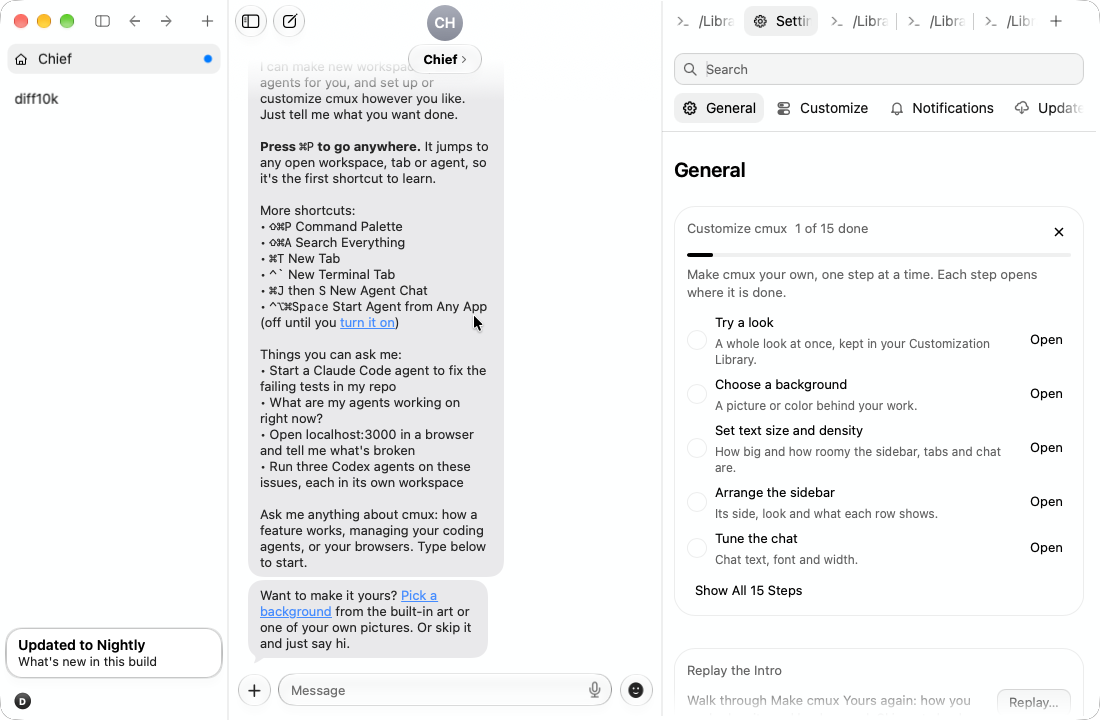 Chief
diff10k
Updated to Nightly
What's new in this build
D
CH
Chief ›
I can make new
agents for you, and set up or
customize cmux however you like.
Just tell me what you want done.
Press ⌘P to go anywhere. It jumps to
any open workspace, tab or agent, so
it's the first shortcut to learn.
More shortcuts:
• ⇧⌘P Command Palette
• ⇧⌘A Search Everything
• ⌘T New Tab
• ^` New Terminal Tab
• ⌘J then S New Agent Chat
• ^⌥⌘Space Start Agent from Any App
(off until you turn it on)
Things you can ask me:
• Start a Claude Code agent to fix the
failing tests in my repo
• What are my agents working on
right now?
• Open localhost:3000 in a browser
and tell me what's broken
• Run three Codex agents on these
issues, each in its own workspace
Ask me anything about cmux: how a
feature works, managing your coding
agents, or your browsers. Type below
to start.
Want to make it yours? Pick a
background from the built-in art or
one of your own pictures. Or skip it
and just say hi.
Message
/Libra Settin /Libra /Libra /Lib
Search
General Customize Notifications Update
General
Customize cmux 1 of 15 done
Make cmux your own, one step at a time. Each step opens
where it is done.
Try a look
A whole look at once, kept in your Customization
Library.
Open
Choose a background
A picture or color behind your work.
Open
Set text size and density
How big and how roomy the sidebar, tabs and chat
are.
Open
Arrange the sidebar
Its side, look and what each row shows.
Open
Tune the chat
Chat text, font and width.
Open
Show All 15 Steps
Replay the Intro
Walk through Make cmux Yours again: how you
Replay...